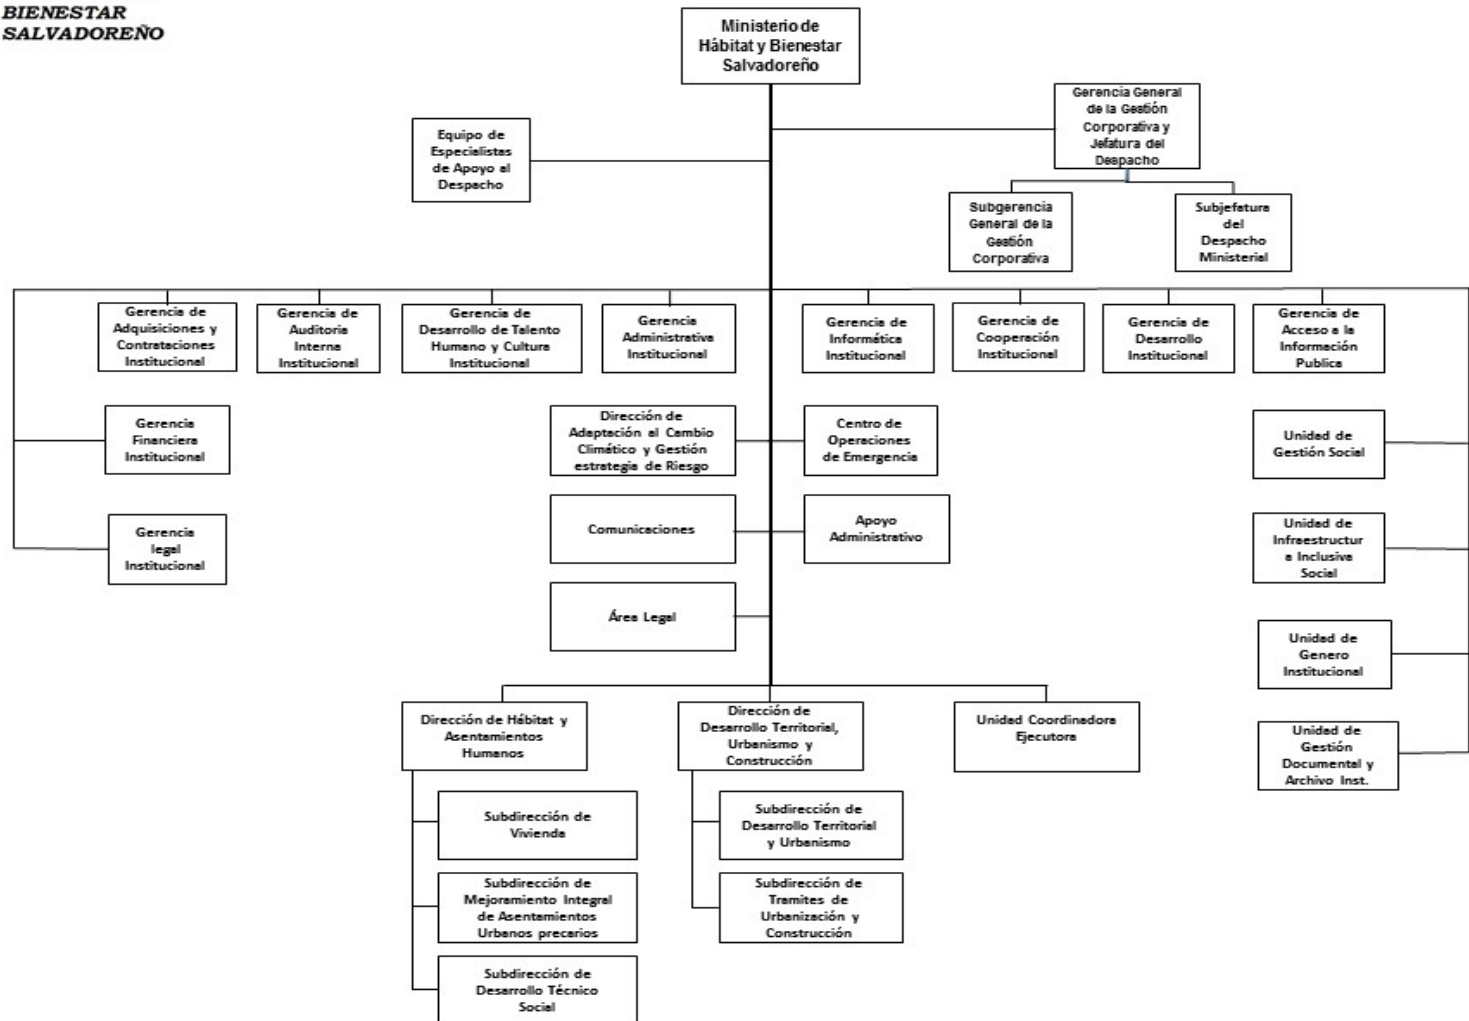 BIENESTAR
SALVADOREÑO
Ministerio de
Hábitat y Bienestar
Salvadoreño
Gerencia General
de la Gestión
Corporativa y
Jefatura del
Despacho
Equipo de
Especialistas
de Apoyo al
Despacho
Subgerencia
General de la
Gestión
Corporativa
Subjefatura
del
Despacho
Ministerial
Gerencia de
Adquisiciones y
Contrataciones
Institucional
Gerencia de
Auditoria
Interna
Institucional
Gerencia de
Desarrollo de Talento
Humano y Cultura
Institucional
Gerencia
Administrativa
Institucional
Gerencia de
Informática
Institucional
Gerencia de
Cooperación
Institucional
Gerencia de
Desarrollo
Institucional
Gerencia de
Acceso a la
Información
Publica
Gerencia
Financiera
Institucional
Dirección de
Adaptación al Cambio
Climático y Gestión
estrategia de Riesgo
Centro de
Operaciones
de Emergencia
Unidad de
Gestión Social
Gerencia
legal
Institucional
Comunicaciones
Apoyo
Administrativo
Unidad de
Infraestructur
a Inclusiva
Social
Área Legal
Unidad de
Genero
Institucional
Dirección de Hábitat y
Asentamientos
Humanos
Dirección de
Desarrollo Territorial,
Urbanismo y
Construcción
Unidad Coordinadora
Ejecutora
Unidad de
Gestión
Documental y
Archivo Inst.
Subdirección de
Vivienda
Subdirección de
Desarrollo Territorial
y Urbanismo
Subdirección de
Mejoramiento Integral
de Asentamientos
Urbanos precarios
Subdirección de
Tramites de
Urbanización y
Construcción
Subdirección de
Desarrollo Técnico
Social